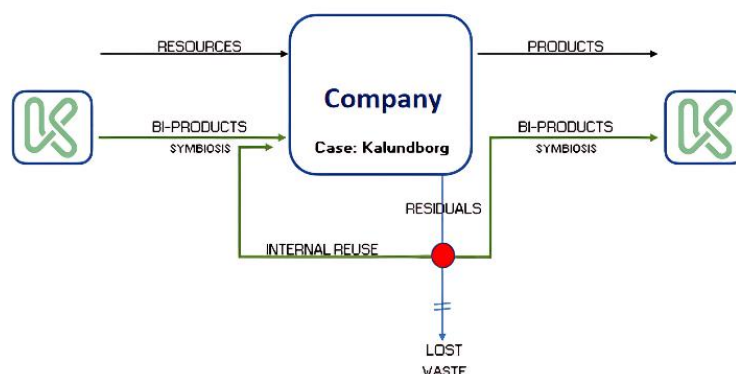 RESOURCES
PRODUCTS
Company
BI-PRODUCTS
SYMBIOSIS
Case: Kalundborg
BI-PRODUCTS
SYMBIOSIS
RESIDUALS
INTERNAL REUSE
LOST
WASTE